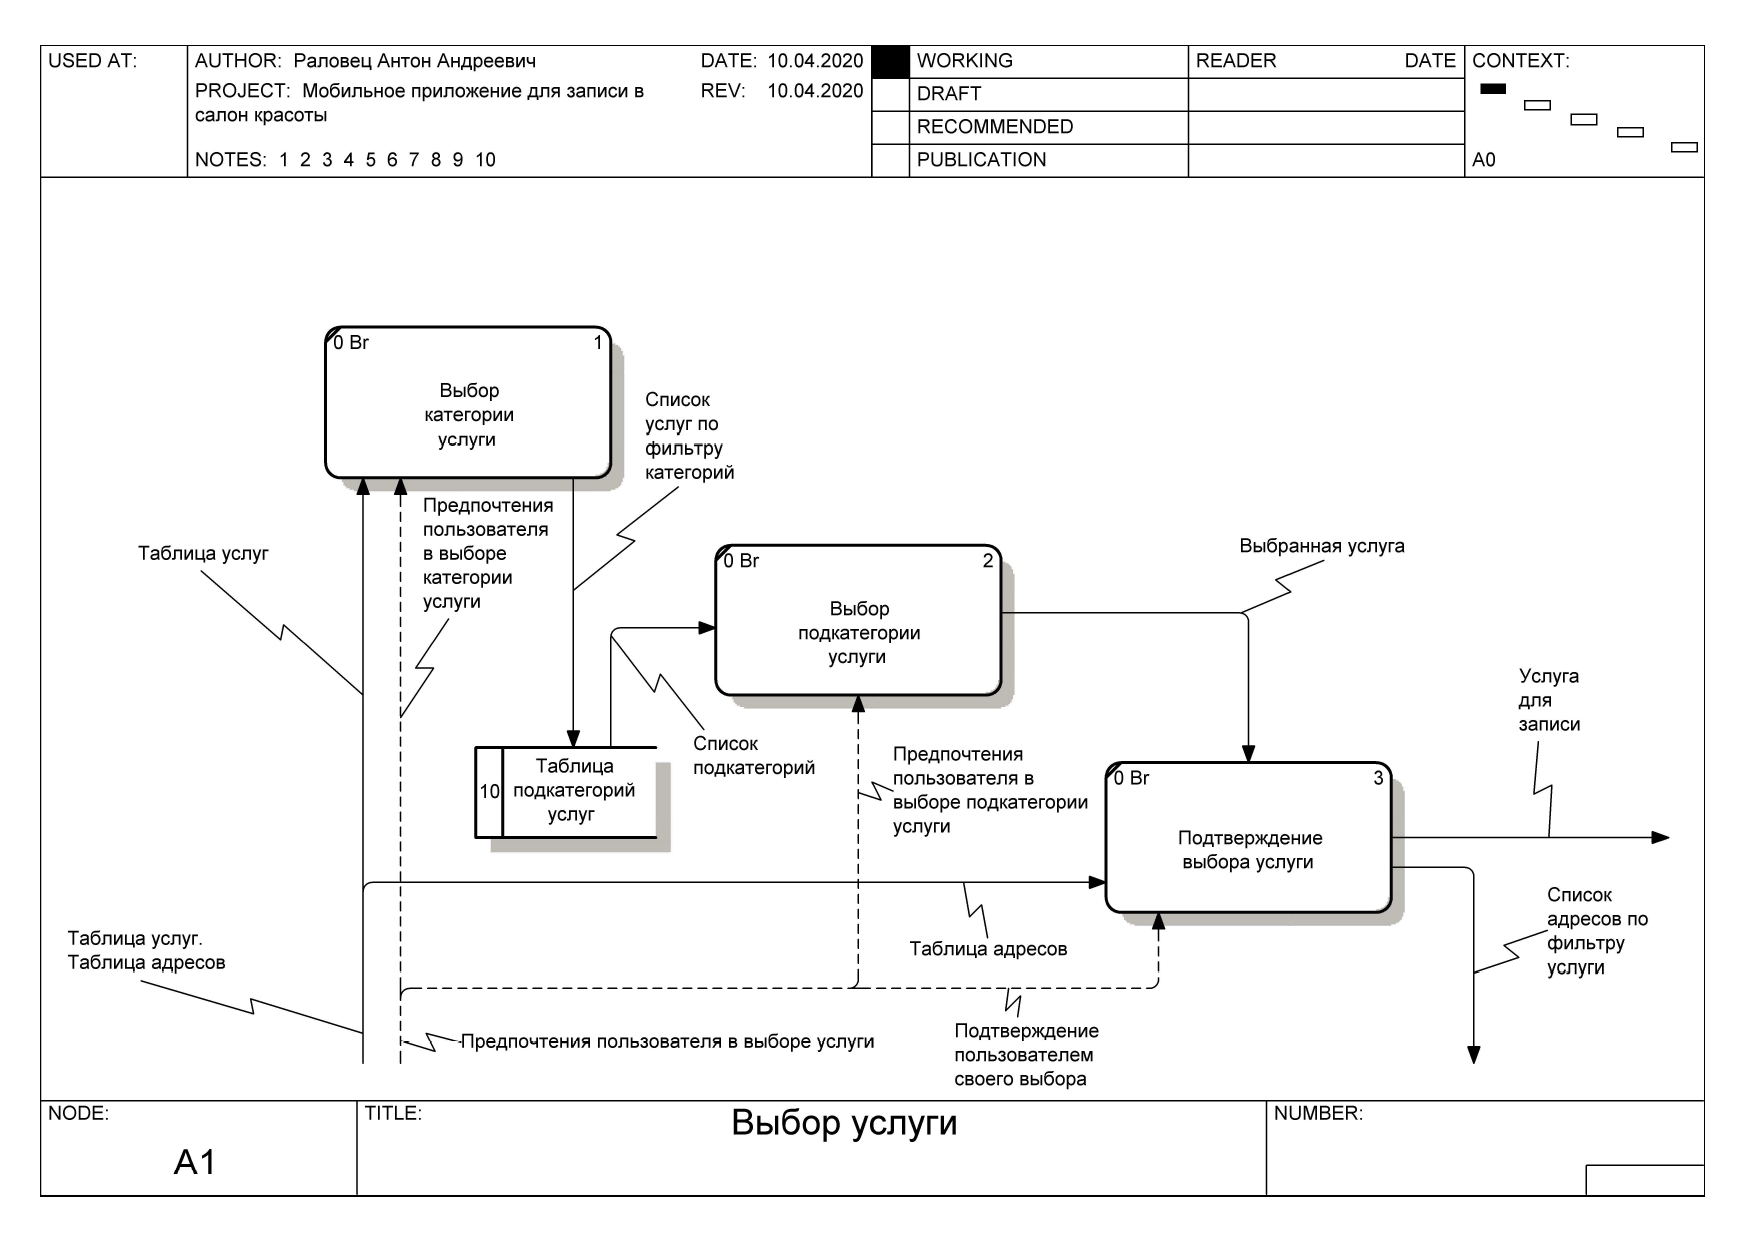 USED AT:
AUTHOR: Раловец Антон Андреевич
DATE: 10.04.2020
PROJECT: Мобильное приложение для записи в
салон красоты
REV: 10.04.2020
NOTES: 1 2 3 4 5 6 7 8 9 10
WORKING
DRAFT
RECOMMENDED
PUBLICATION
READER DATE
CONTEXT:
A0
0 Br 1
Выбор
категории
услуги
Список
услуг по
фильтру
категорий
Предпочтения
пользователя
в выборе
категории
услуги
Таблица услуг
0 Br 2
Выбор
подкатегории
услуги
Выбранная услуга
Услуга
для
записи
Список
подкатегорий
10
Таблица
подкатегорий
услуг
Предпочтения
пользователя в
выборе подкатегории
услуги
0 Br 3
Подтверждение
выбора услуги
Список
адресов по
фильтру
услуги
Таблица услуг.
Таблица адресов
Таблица адресов
Предпочтения пользователя в выборе услуги
Подтверждение
пользователем
своего выбора
NODE:
A1
TITLE:
Выбор услуги
NUMBER: